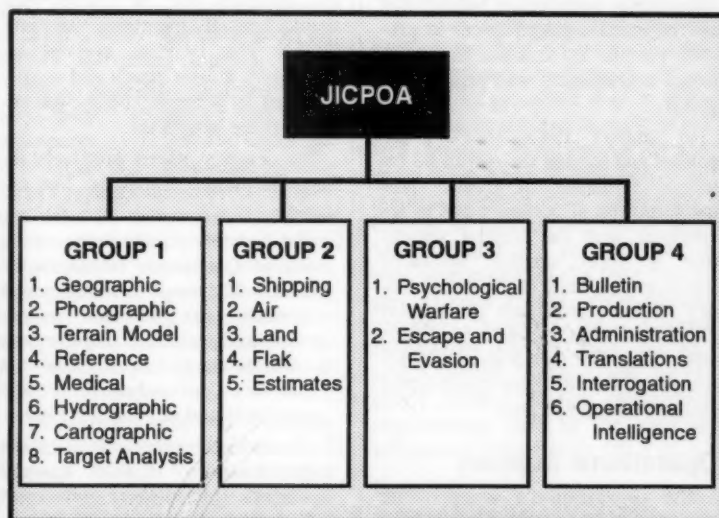 JICPOA
GROUP 1
1. Geographic
2. Photographic
3. Terrain Model
4. Reference
5. Medical
6. Hydrographic
7. Cartographic
8. Target Analysis
GROUP 2
1. Shipping
2. Air
3. Land
4. Flak
5. Estimates
GROUP 3
1. Psychological
Warfare
2. Escape and
Evasion
GROUP 4
1. Bulletin
2. Production
3. Administration
4. Translations
5. Interrogation
6. Operational
Intelligence